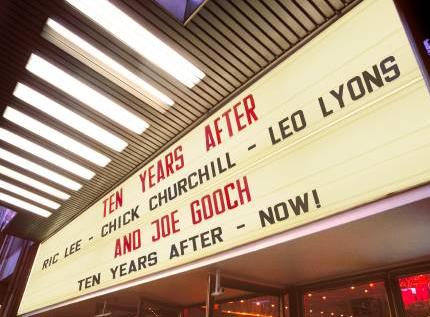 TEN YEARS AFTER
RIC LEE - CHICK CHURCHILL - LEO LYONS
AND JOE GOOCH
TEN YEARS AFTER - NOW!